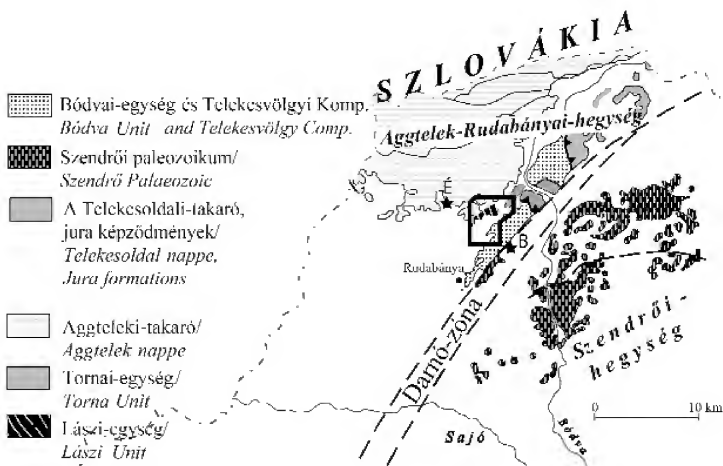 SZLOVÁKIA
Aggtelek-Rudabányai-hegység
Bódvai-egység és Telekesvölgyi Komp.
Bódva Unit and Telekesvölgy Comp.
Szendrői paleozoikum/
Szendrő Palaeozoic
A Telekesoldali-takaró,
jura képződmények/
Telekesoldal nappe,
Jura formations
Aggteleki-takaró/
Aggtelek nappe
Tornai-egység/
Torna Unit
Lászi-egység/
Lászi Unit
É
B
Rudabánya
Darnó-zóna
Szendrői-
hegység
0 10 km
Sajó
Bódva